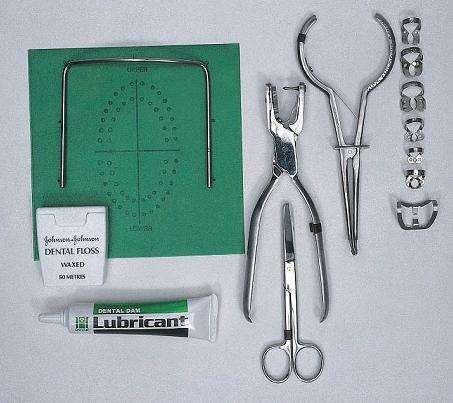 UPPER
LOWER
Johnson & Johnson
DENTAL FLOSS
WAXED
50 METRES
DENTAL DAM
Lubricant